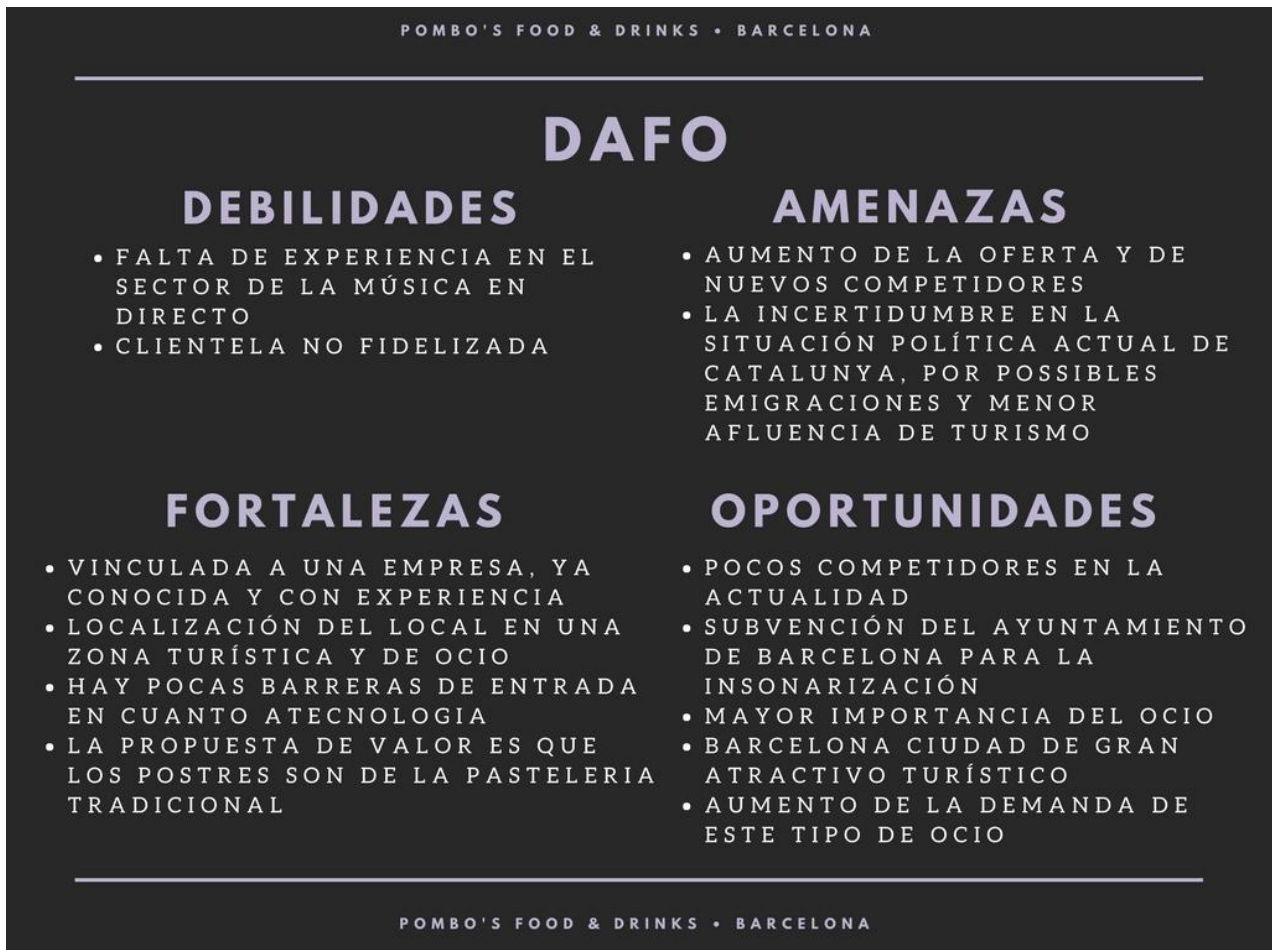 POMBO'S FOOD & DRINKS • BARCELONA
DAFO
DEBILIDADES
• FALTA DE EXPERIENCIA EN EL
SECTOR DE LA MÚSICA EN
DIRECTO
• CLIENTELA NO FIDELIZADA
AMENAZAS
• AUMENTO DE LA OFERTA Y DE
NUEVOS COMPETIDORES
• LA INCERTIDUMBRE EN LA
SITUACIÓN POLÍTICA ACTUAL DE
CATALUNYA, POR POSSIBLES
EMIGRACIONES Y MENOR
AFLUENCIA DE TURISMO
FORTALEZAS
• VINCULADA A UNA EMPRESA, YA
CONOCIDA Y CON EXPERIENCIA
• LOCALIZACIÓN DEL LOCAL EN UNA
ZONA TURÍSTICA Y DE OCIO
• HAY POCAS BARRERAS DE ENTRADA
EN CUANTO ATECNOLOGIA
• LA PROPUESTA DE VALOR ES QUE
LOS POSTRES SON DE LA PASTELERIA
TRADICIONAL
OPORTUNIDADES
• POCOS COMPETIDORES EN LA
ACTUALIDAD
• SUBVENCIÓN DEL AYUNTAMIENTO
DE BARCELONA PARA LA
INSONARIZACIÓN
• MAYOR IMPORTANCIA DEL OCIO
• BARCELONA CIUDAD DE GRAN
ATRACTIVO TURÍSTICO
• AUMENTO DE LA DEMANDA DE
ESTE TIPO DE OCIO
POMBO'S FOOD & DRINKS • BARCELONA